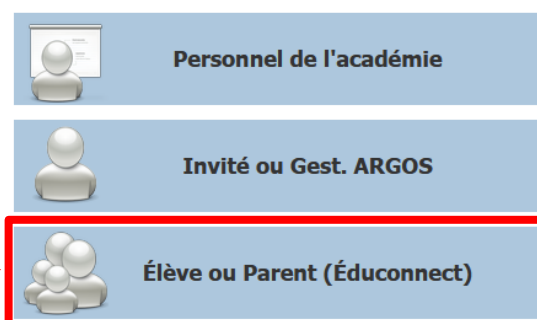 Personnel de l'académie
Invité ou Gest. ARGOS
Élève ou Parent (Éduconnect)